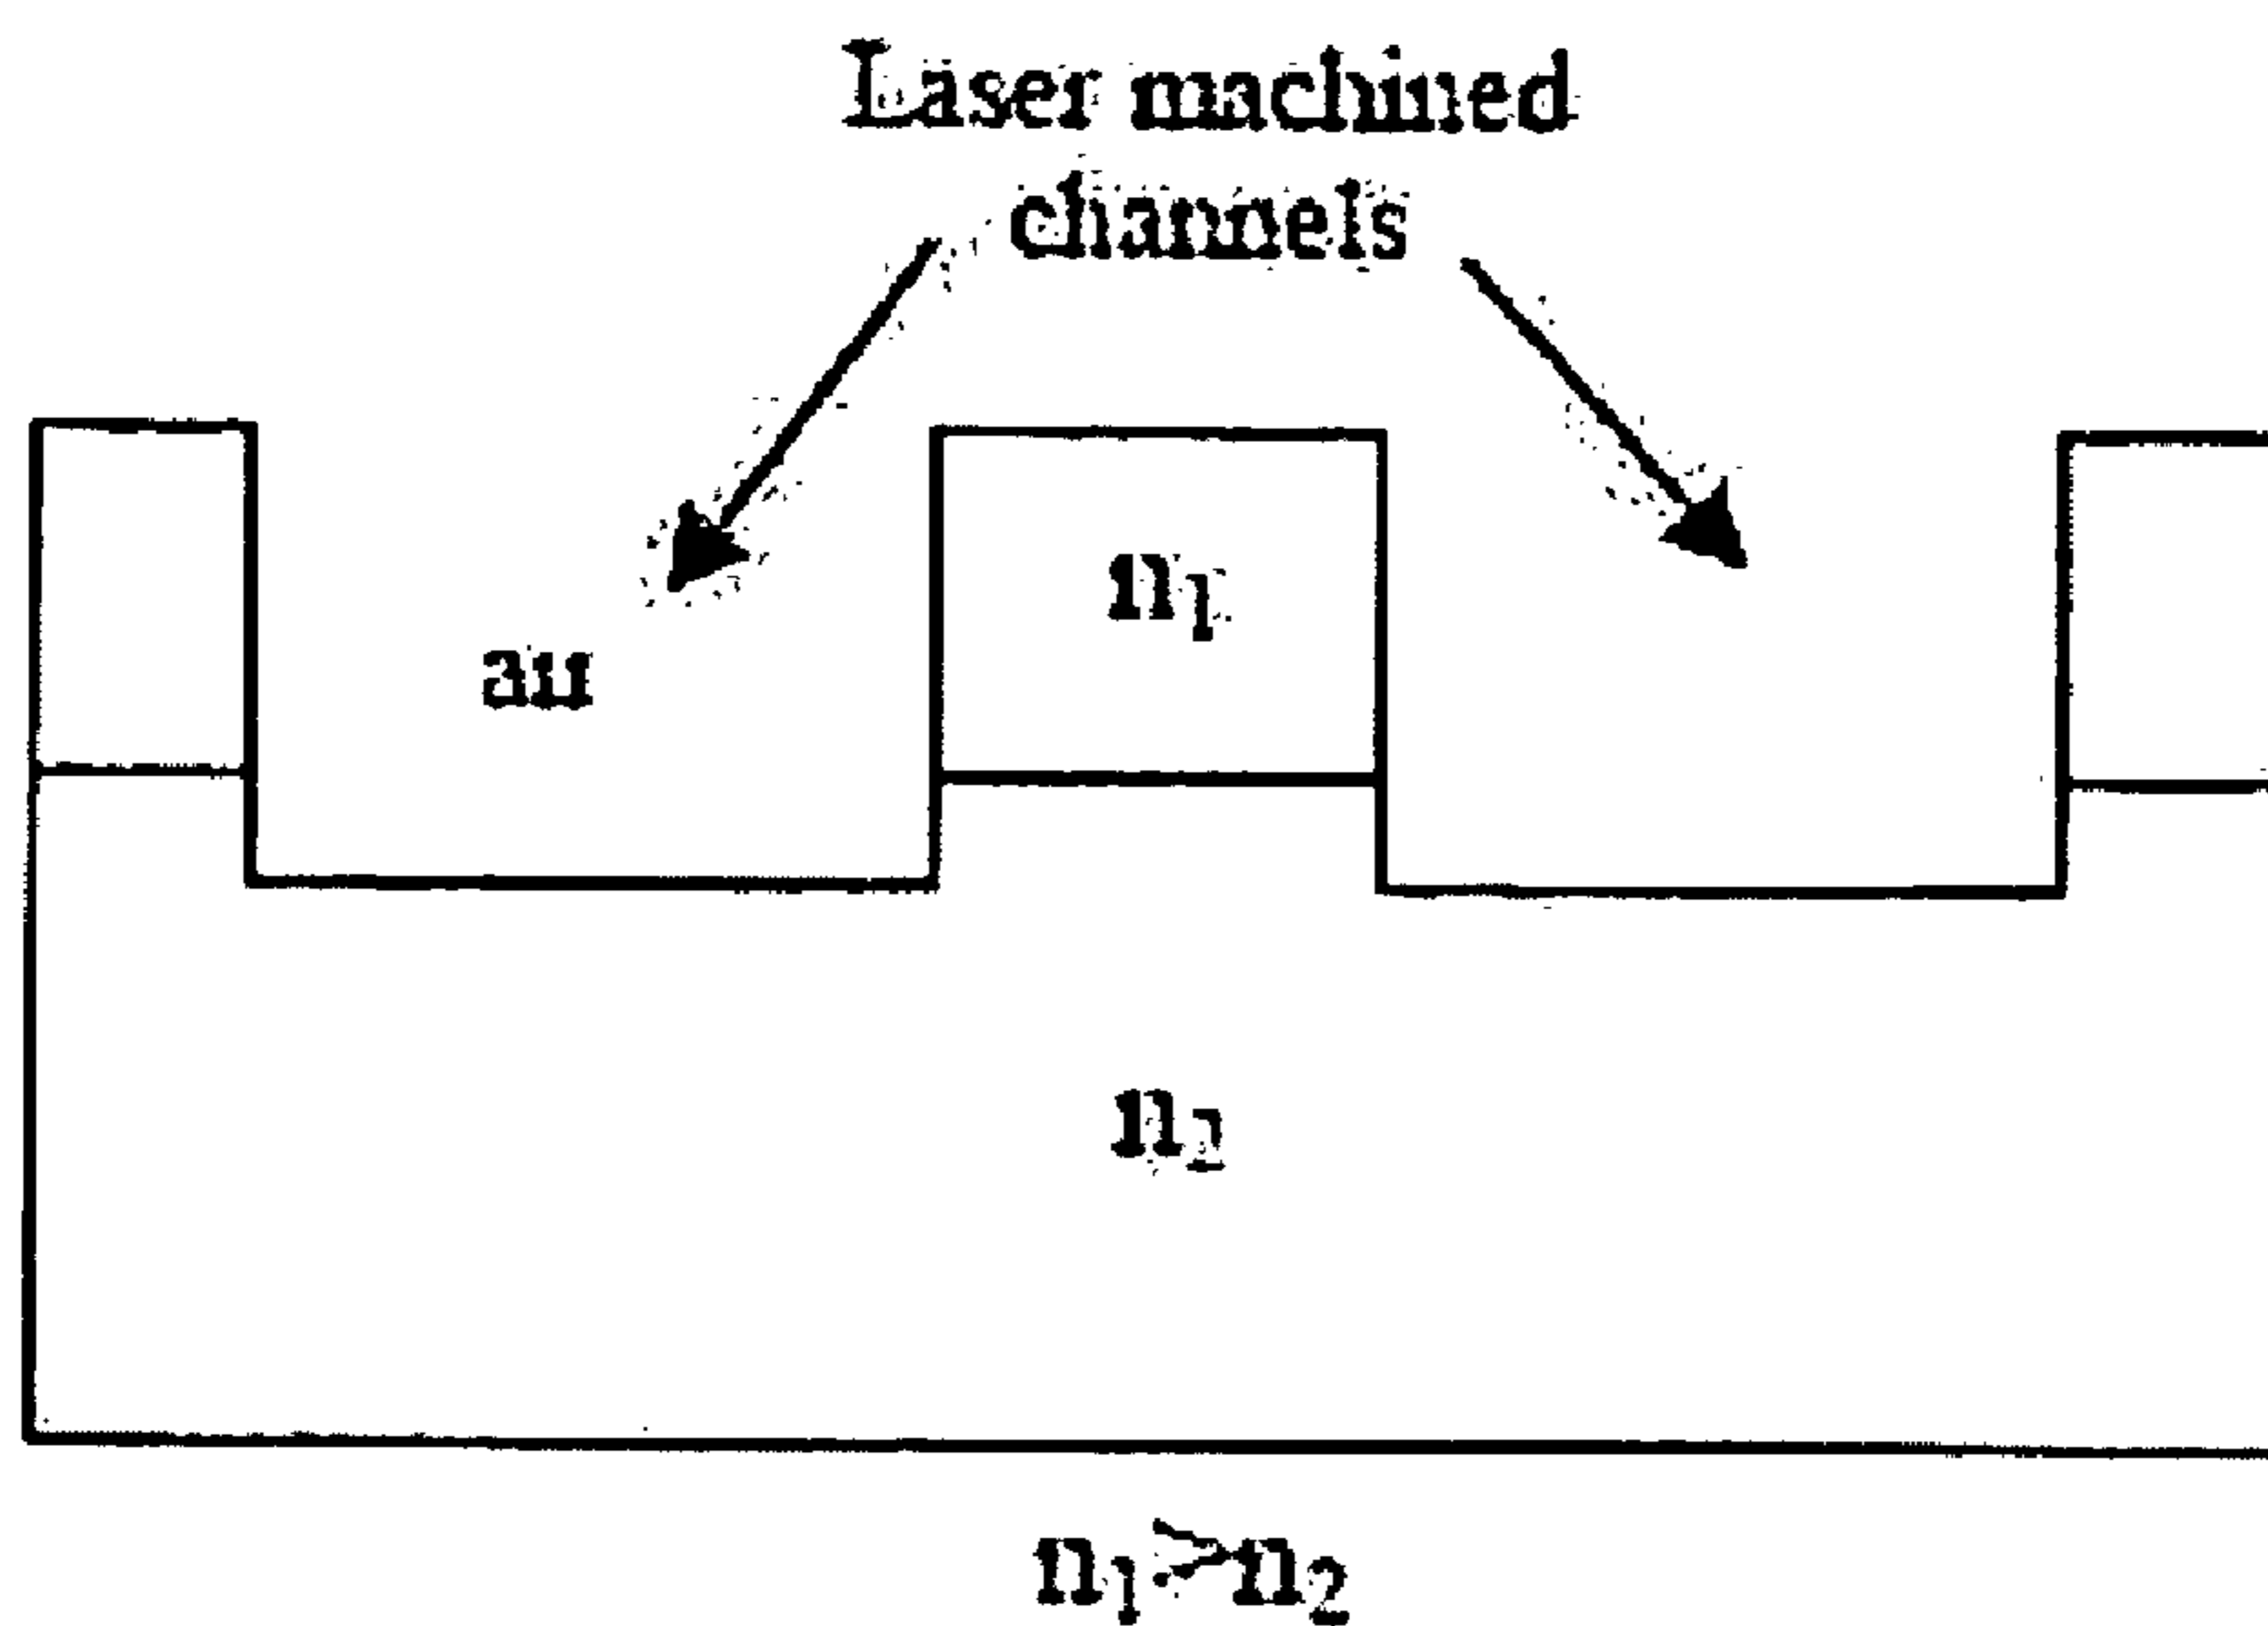 Laser machined
channels
n₁
air
n₂
n₁>n₂